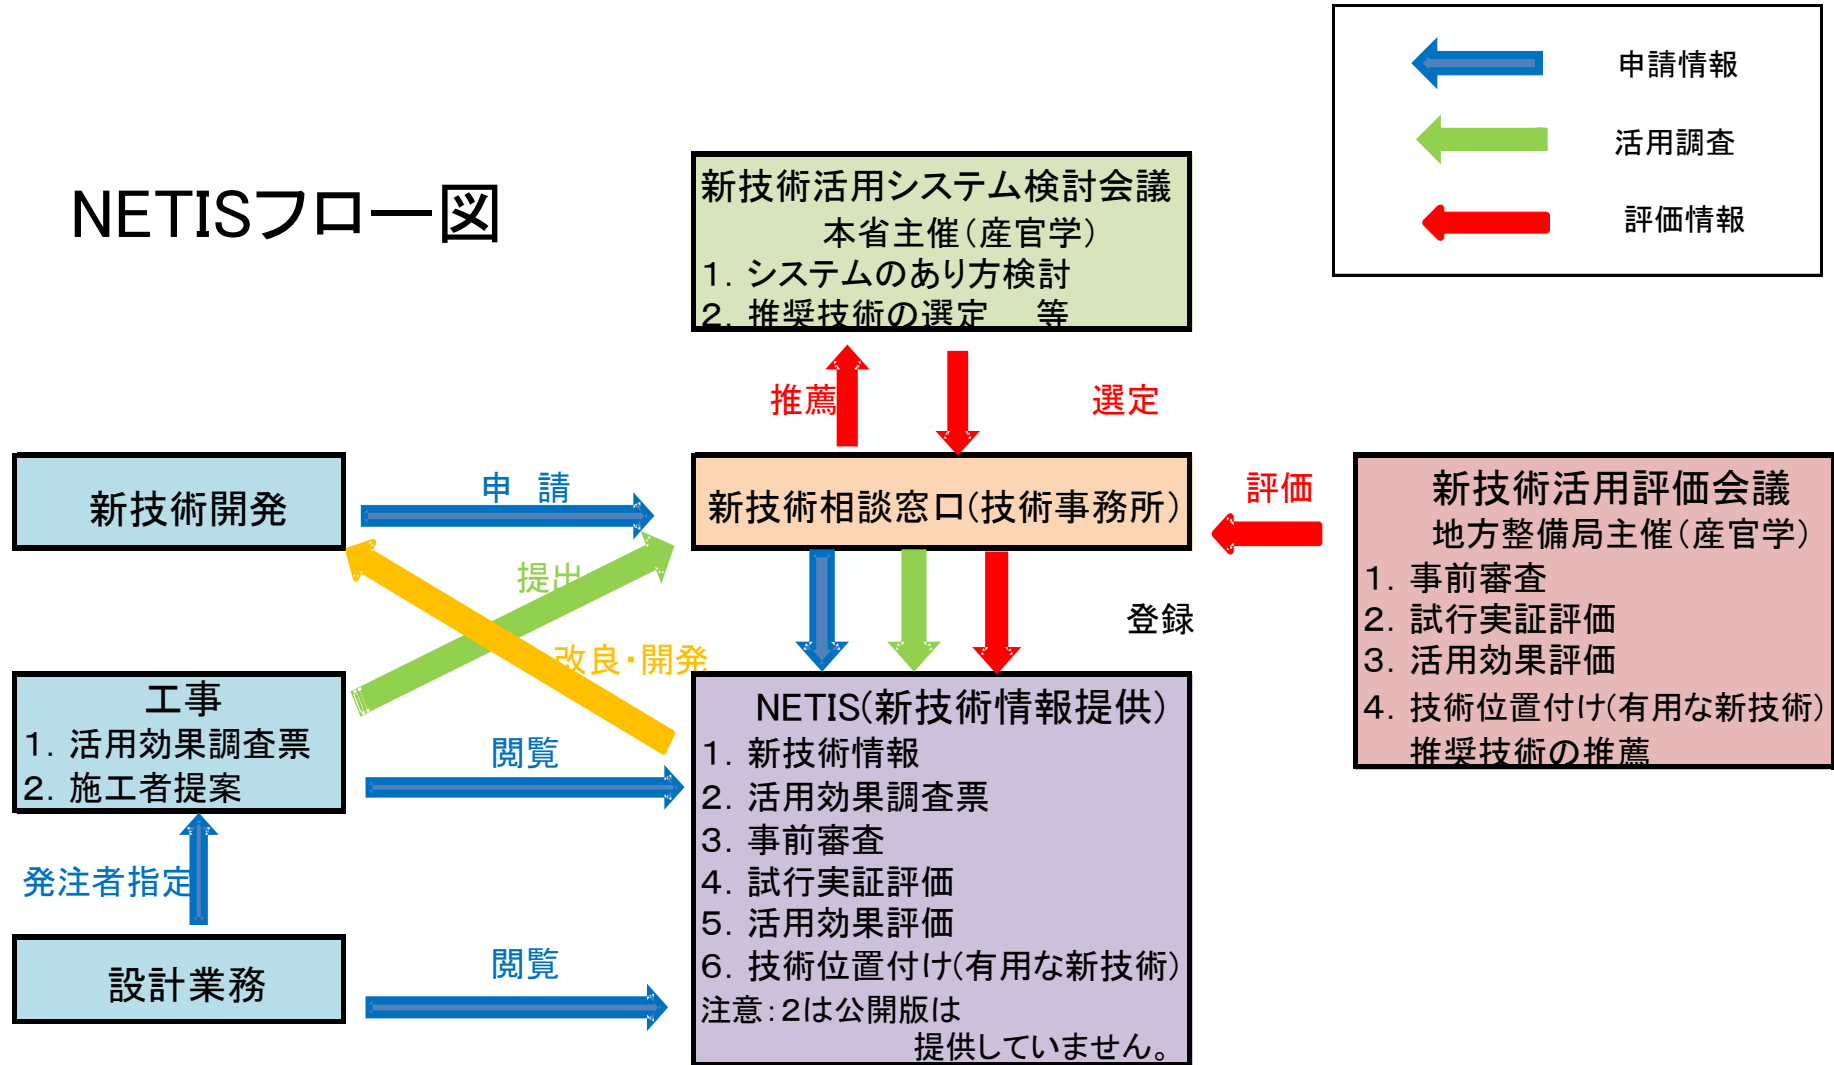 申請情報
活用調査
評価情報
NETISフロー図
新技術活用システム検討会議
本省主催(産官学)
1. システムのあり方検討
2. 推奨技術の選定 等
推薦
選定
新技術開発
申 請
新技術相談窓口(技術事務所)
評価
新技術活用評価会議
地方整備局主催(産官学)
1. 事前審査
2. 試行実証評価
3. 活用効果評価
4. 技術位置付け(有用な新技術)
推奨技術の推薦
提出
改良・開発
登録
工事
1. 活用効果調査票
2. 施工者提案
閲覧
発注者指定
設計業務
閲覧
NETIS(新技術情報提供)
1. 新技術情報
2. 活用効果調査票
3. 事前審査
4. 試行実証評価
5. 活用効果評価
6. 技術位置付け(有用な新技術)
注意:2は公開版は
提供していません。